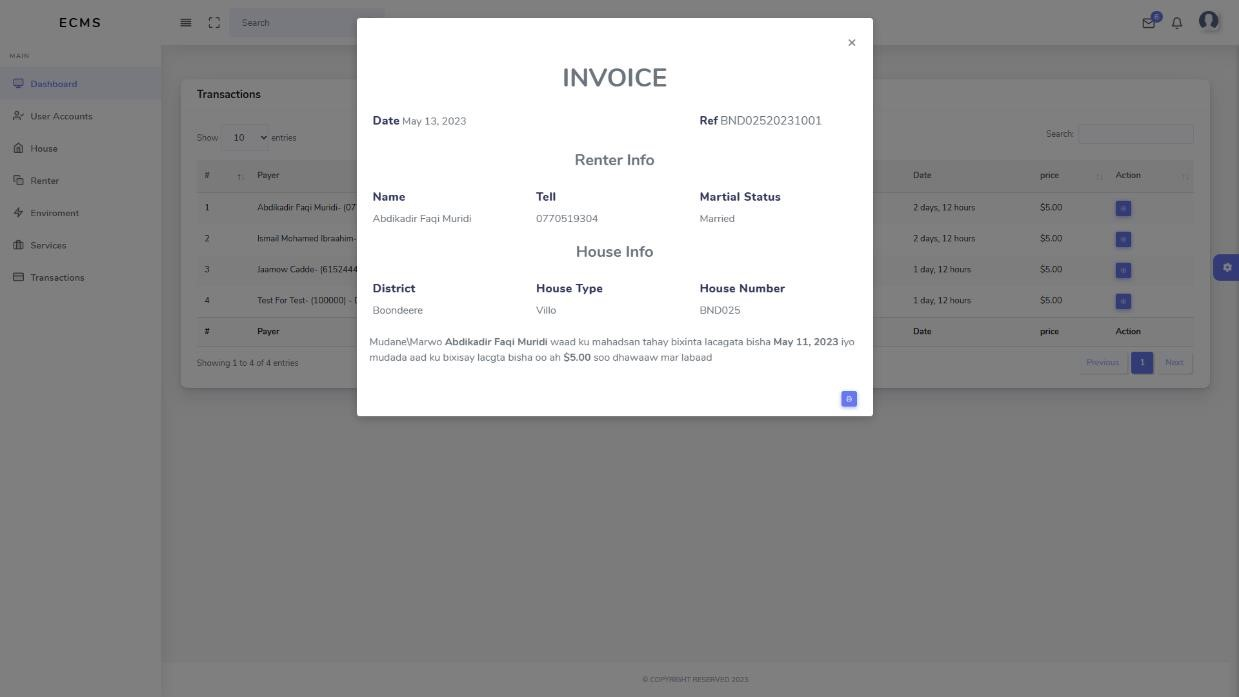 ECMS
Search
6
MAIN
Dashboard
User Accounts
House
Renter
Enviroment
Services
Transactions
Transactions
Show 10 entries
Search:
# Payer Date price Action
1 Abdikadir Faqi Muridi- (07 2 days, 12 hours $5.00
2 Ismail Mohamed Ibraahim- 2 days, 12 hours $5.00
3 Jaamow Cadde- (6152444 1 day, 12 hours $5.00
4 Test For Test- (100000) - 1 day, 12 hours $5.00
# Payer Date price Action
Showing 1 to 4 of 4 entries
Previous 1 Next
×
INVOICE
Date May 13, 2023 Ref BND02520231001
Renter Info
Name Tell Martial Status
Abdikadir Faqi Muridi 0770519304 Married
House Info
District House Type House Number
Boondeere Villo BND025
Mudane\Marwo Abdikadir Faqi Muridi waad ku mahadsan tahay bixinta lacagata bisha May 11, 2023 iyo
mudada aad ku bixisay lacgta bisha oo ah $5.00 soo dhawaaw mar labaad
© COPYRIGHT RESERVED 2023